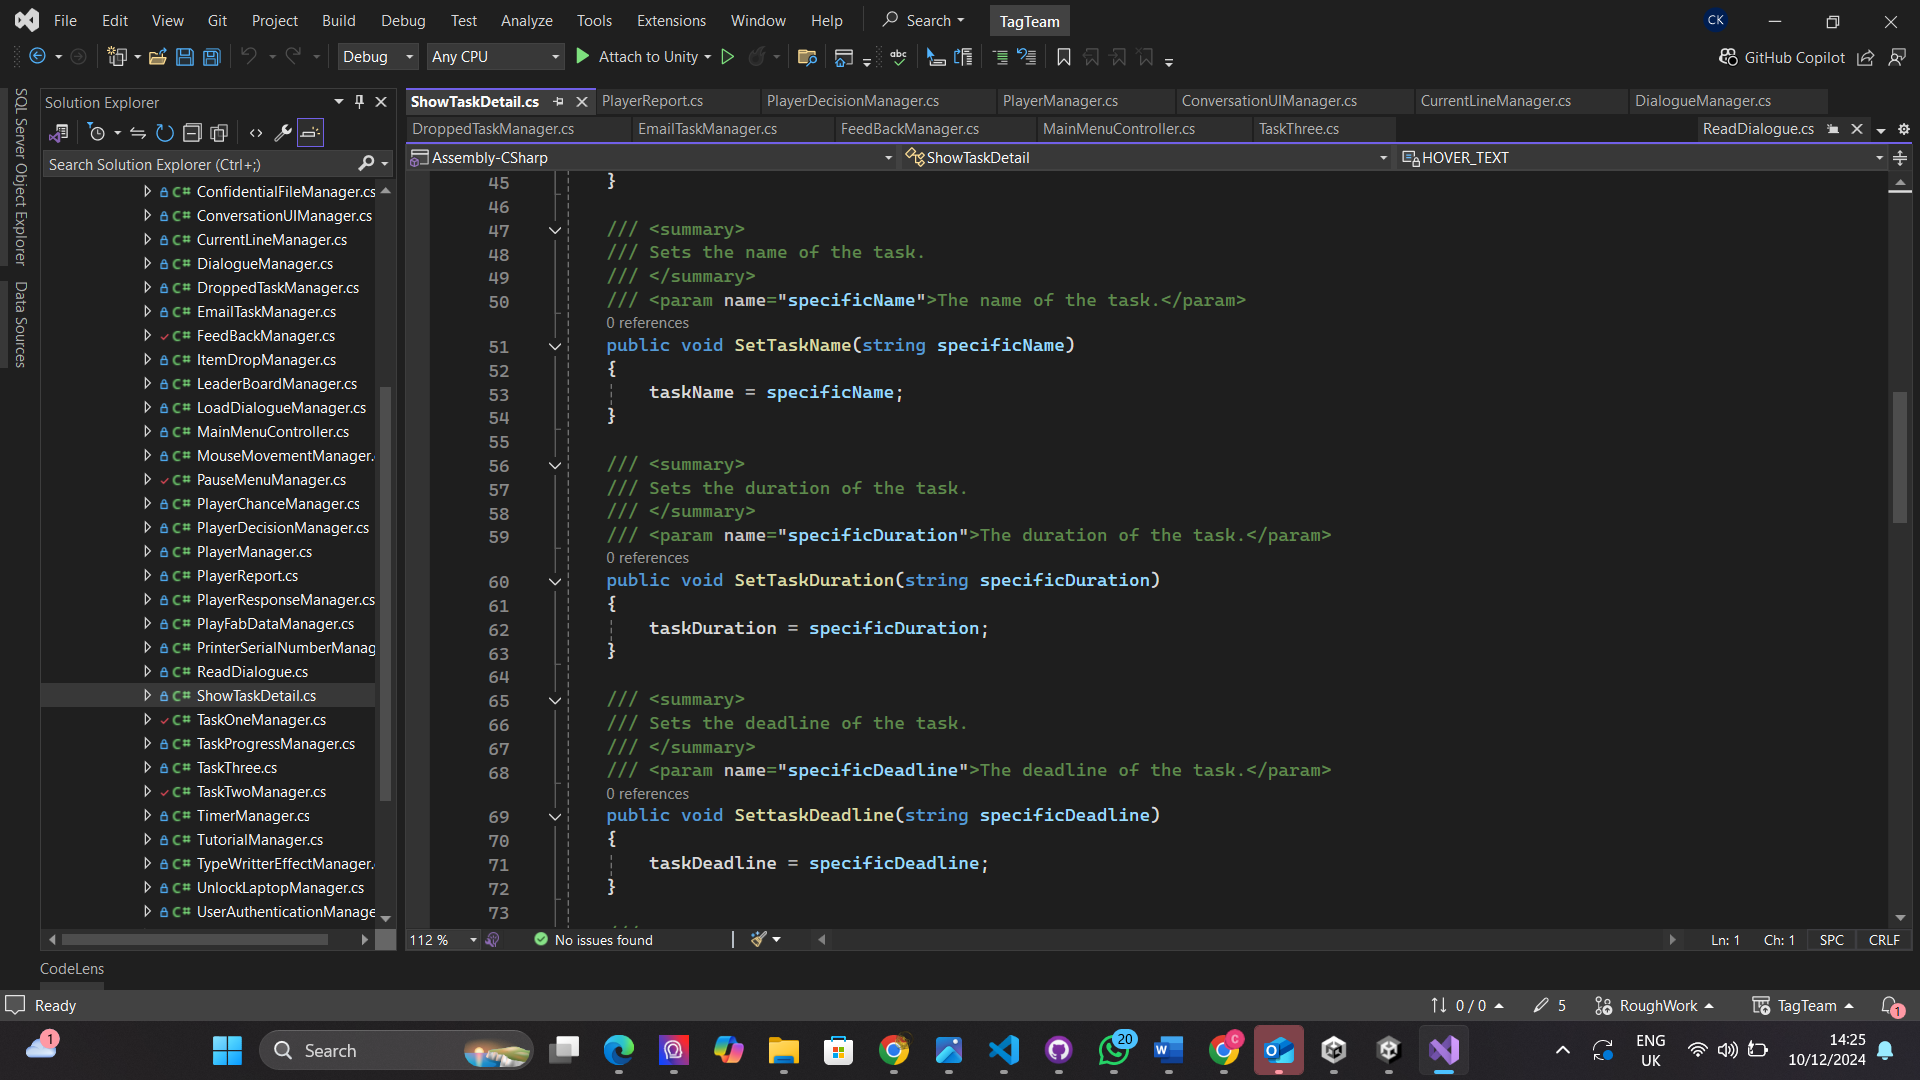 File Edit View Git Project Build Debug Test Analyze Tools Extensions Window Help Search TagTeam CK
Debug Any CPU Attach to Unity abc GitHub Copilot
SQL Server Object Explorer
Data Sources
Solution Explorer
Search Solution Explorer (Ctrl+;)
C# ConfidentialFileManager.cs
C# ConversationUIManager.cs
C# CurrentLineManager.cs
C# DialogueManager.cs
C# DroppedTaskManager.cs
C# EmailTaskManager.cs
C# FeedBackManager.cs
C# ItemDropManager.cs
C# LeaderBoardManager.cs
C# LoadDialogueManager.cs
C# MainMenuController.cs
C# MouseMovementManager.
C# PauseMenuManager.cs
C# PlayerChanceManager.cs
C# PlayerDecisionManager.cs
C# PlayerManager.cs
C# PlayerReport.cs
C# PlayerResponseManager.cs
C# PlayFabDataManager.cs
C# PrinterSerialNumberManag
C# ReadDialogue.cs
C# ShowTaskDetail.cs
C# TaskOneManager.cs
C# TaskProgressManager.cs
C# TaskThree.cs
C# TaskTwoManager.cs
C# TimerManager.cs
C# TutorialManager.cs
C# TypeWritterEffectManager.
C# UnlockLaptopManager.cs
C# UserAuthenticationManage
ShowTaskDetail.cs PlayerReport.cs PlayerDecisionManager.cs PlayerManager.cs ConversationUIManager.cs CurrentLineManager.cs DialogueManager.cs
DroppedTaskManager.cs EmailTaskManager.cs FeedBackManager.cs MainMenuController.cs TaskThree.cs ReadDialogue.cs
Assembly-CSharp ShowTaskDetail HOVER_TEXT
45 }
46
47 /// <summary>
48 /// Sets the name of the task.
49 /// </summary>
50 /// <param name="specificName">The name of the task.</param>
0 references
51 public void SetTaskName(string specificName)
52 {
53 taskName = specificName;
54 }
55
56 /// <summary>
57 /// Sets the duration of the task.
58 /// </summary>
59 /// <param name="specificDuration">The duration of the task.</param>
0 references
60 public void SetTaskDuration(string specificDuration)
61 {
62 taskDuration = specificDuration;
63 }
64
65 /// <summary>
66 /// Sets the deadline of the task.
67 /// </summary>
68 /// <param name="specificDeadline">The deadline of the task.</param>
0 references
69 public void SettaskDeadline(string specificDeadline)
70 {
71 taskDeadline = specificDeadline;
72 }
73
112 % No issues found Ln: 1 Ch: 1 SPC CRLF
CodeLens
Ready 0 / 0 5 RoughWork TagTeam 1
1 Search 20 C ENG
UK 14:25
10/12/2024